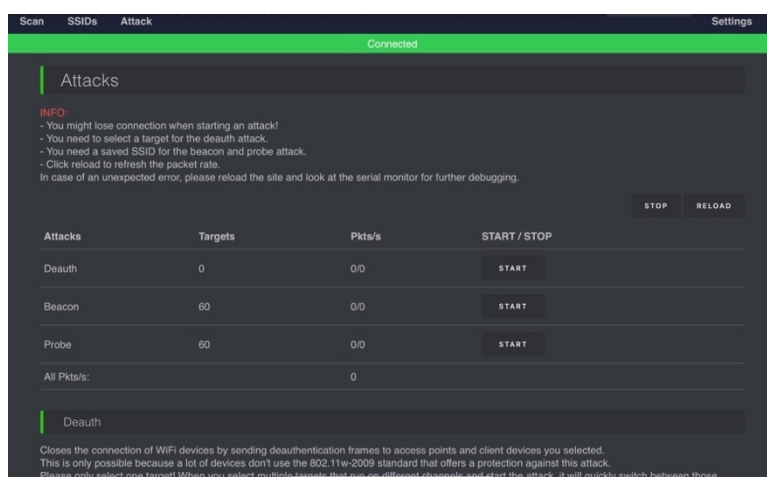 Scan SSIDs Attack Settings
Connected
Attacks
INFO:
- You might lose connection when starting an attack!
- You need to select a target for the deauth attack.
- You need a saved SSID for the beacon and probe attack.
- Click reload to refresh the packet rate.
In case of an unexpected error, please reload the site and look at the serial monitor for further debugging.
STOP RELOAD
Attacks Targets Pkts/s START / STOP
Deauth 0 0/0 START
Beacon 60 0/0 START
Probe 60 0/0 START
All Pkts/s: 0
Deauth
Closes the connection of WiFi devices by sending deauthentication frames to access points and client devices you selected.
This is only possible because a lot of devices don't use the 802.11w-2009 standard that offers a protection against this attack.
Please only select one target! When you select multiple targets that run on different channels and start the attack, it will quickly switch between those